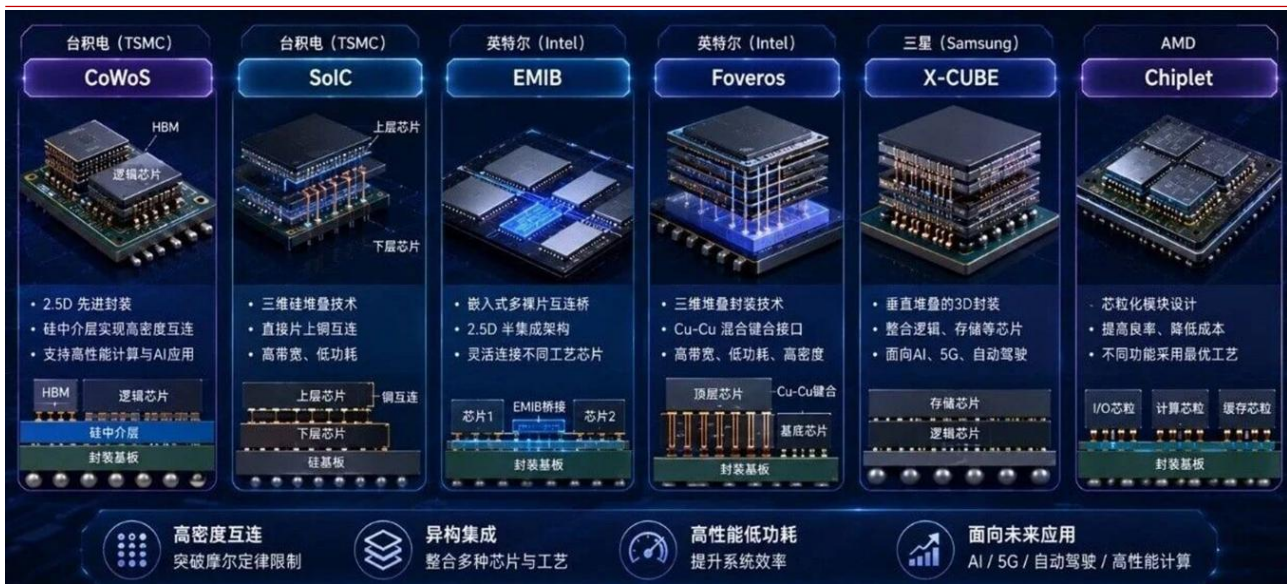 台积电（TSMC）
CoWoS
HBM
逻辑芯片
• 2.5D 先进封装
• 硅中介层实现高密度互连
• 支持高性能计算与AI应用
HBM
逻辑芯片
硅中介层
封装基板
台积电（TSMC）
SoIC
上层芯片
下层芯片
• 三维硅堆叠技术
• 直接片上铜互连
• 高带宽、低功耗
上层芯片
铜互连
下层芯片
硅基板
英特尔（Intel）
EMIB
• 嵌入式多裸片互连桥
• 2.5D 半集成架构
• 灵活连接不同工艺芯片
芯片1
EMIB桥接
芯片2
封装基板
英特尔（Intel）
Foveros
• 三维堆叠封装技术
• Cu-Cu 混合键合接口
• 高带宽、低功耗、高密度
顶层芯片
Cu-Cu键合
基底芯片
封装基板
三星（Samsung）
X-CUBE
• 垂直堆叠的3D封装
• 整合逻辑、存储等芯片
• 面向AI、5G、自动驾驶
存储芯片
逻辑芯片
AMD
Chiplet
• 芯粒化模块设计
• 提高良率、降低成本
• 不同功能采用最优工艺
I/O芯粒
计算芯粒
缓存芯粒
封装基板
高密度互连
突破摩尔定律限制
异构集成
整合多种芯片与工艺
高性能低功耗
提升系统效率
面向未来应用
AI / 5G / 自动驾驶 / 高性能计算